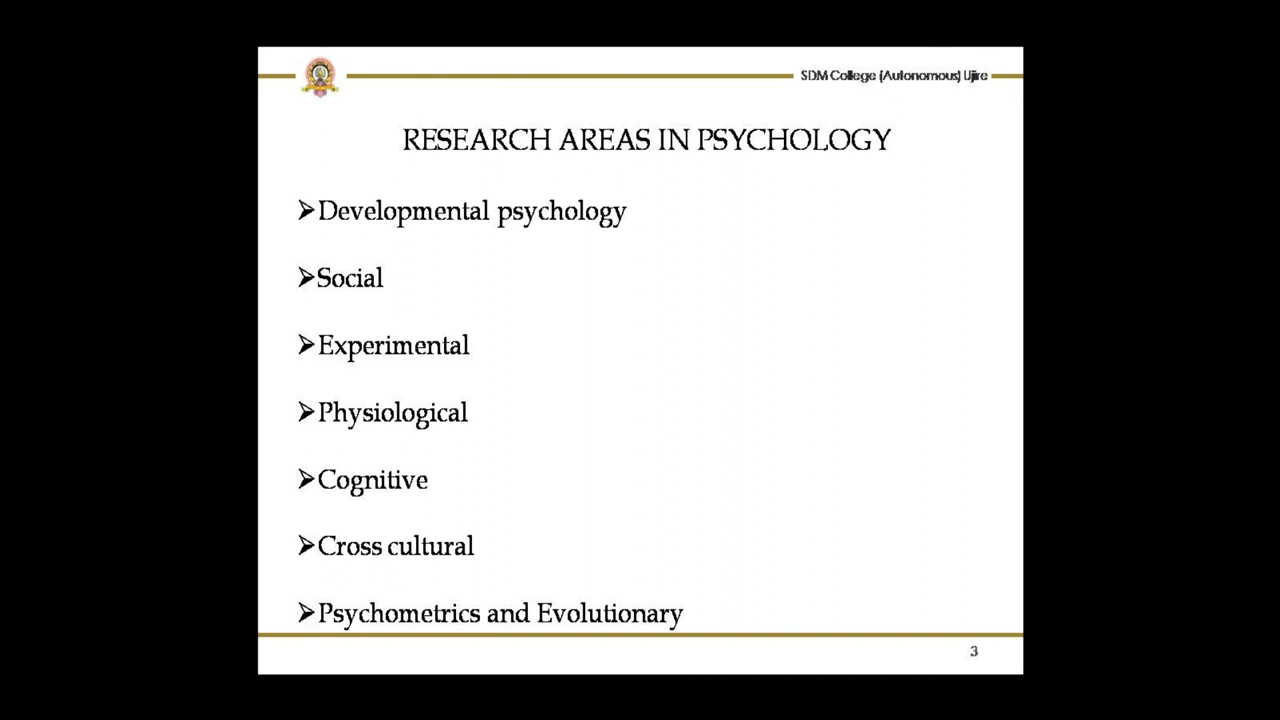 SDM College (Autonomous) Ujire
RESEARCH AREAS IN PSYCHOLOGY
➢Developmental psychology
➢Social
➢Experimental
➢Physiological
➢Cognitive
➢Cross cultural
➢Psychometrics and Evolutionary
3